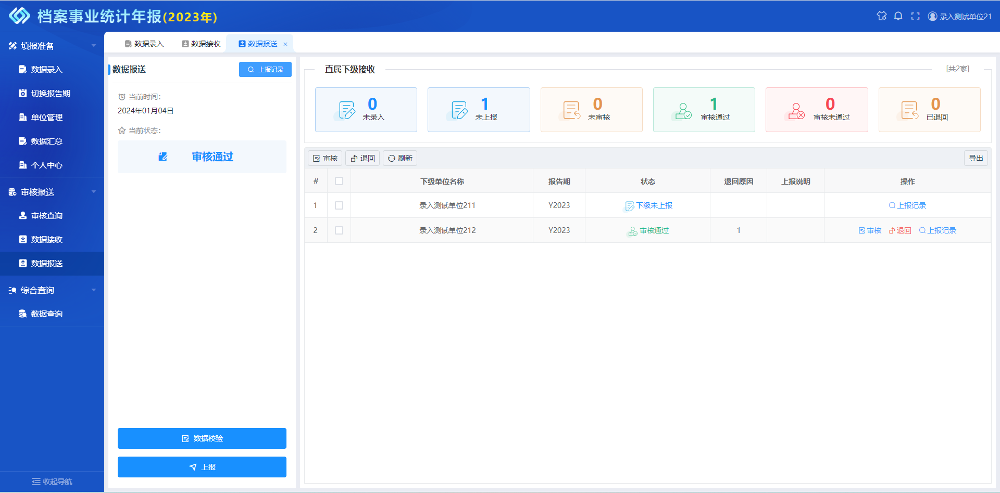 档案事业统计年报(2023年)
录入测试单位21
填报准备
数据录入
切换报告期
单位管理
数据汇总
个人中心
审核报送
审核查询
数据接收
数据报送
综合查询
数据查询
收起导航
数据录入
数据接收
数据报送 ×
数据报送
上报记录
当前时间:
2024年01月04日
当前状态:
审核通过
数据校验
上报
直属下级接收
[共2家]
0
未录入
1
未上报
0
未审核
1
审核通过
0
审核未通过
0
已退回
审核 退回 刷新 导出
# 下级单位名称 报告期 状态 退回原因 上报说明 操作
1 录入测试单位211 Y2023 下级未上报 上报记录
2 录入测试单位212 Y2023 审核通过 1 审核 退回 上报记录